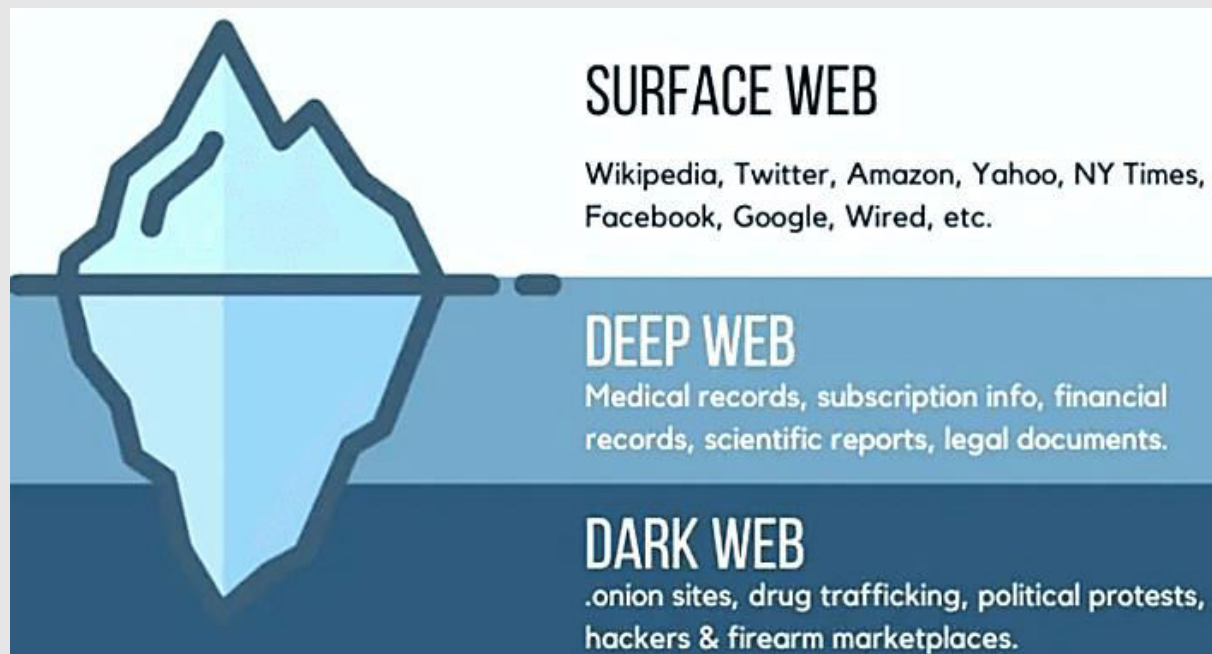 SURFACE WEB
Wikipedia, Twitter, Amazon, Yahoo, NY Times,
Facebook, Google, Wired, etc.
DEEP WEB
Medical records, subscription info, financial
records, scientific reports, legal documents.
DARK WEB
.onion sites, drug trafficking, political protests,
hackers & firearm marketplaces.